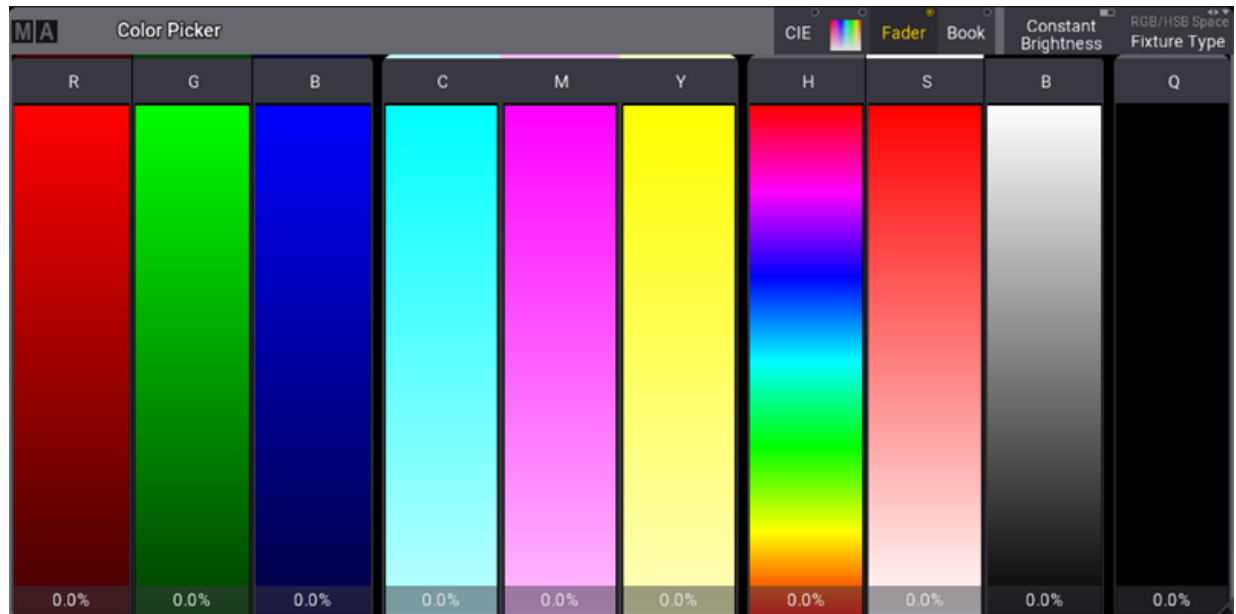 MA Color Picker CIE Fader Book Constant Brightness RGB/HSB Space Fixture Type
R G B C M Y H S B Q
0.0% 0.0% 0.0% 0.0% 0.0% 0.0% 0.0% 0.0% 0.0% 0.0%